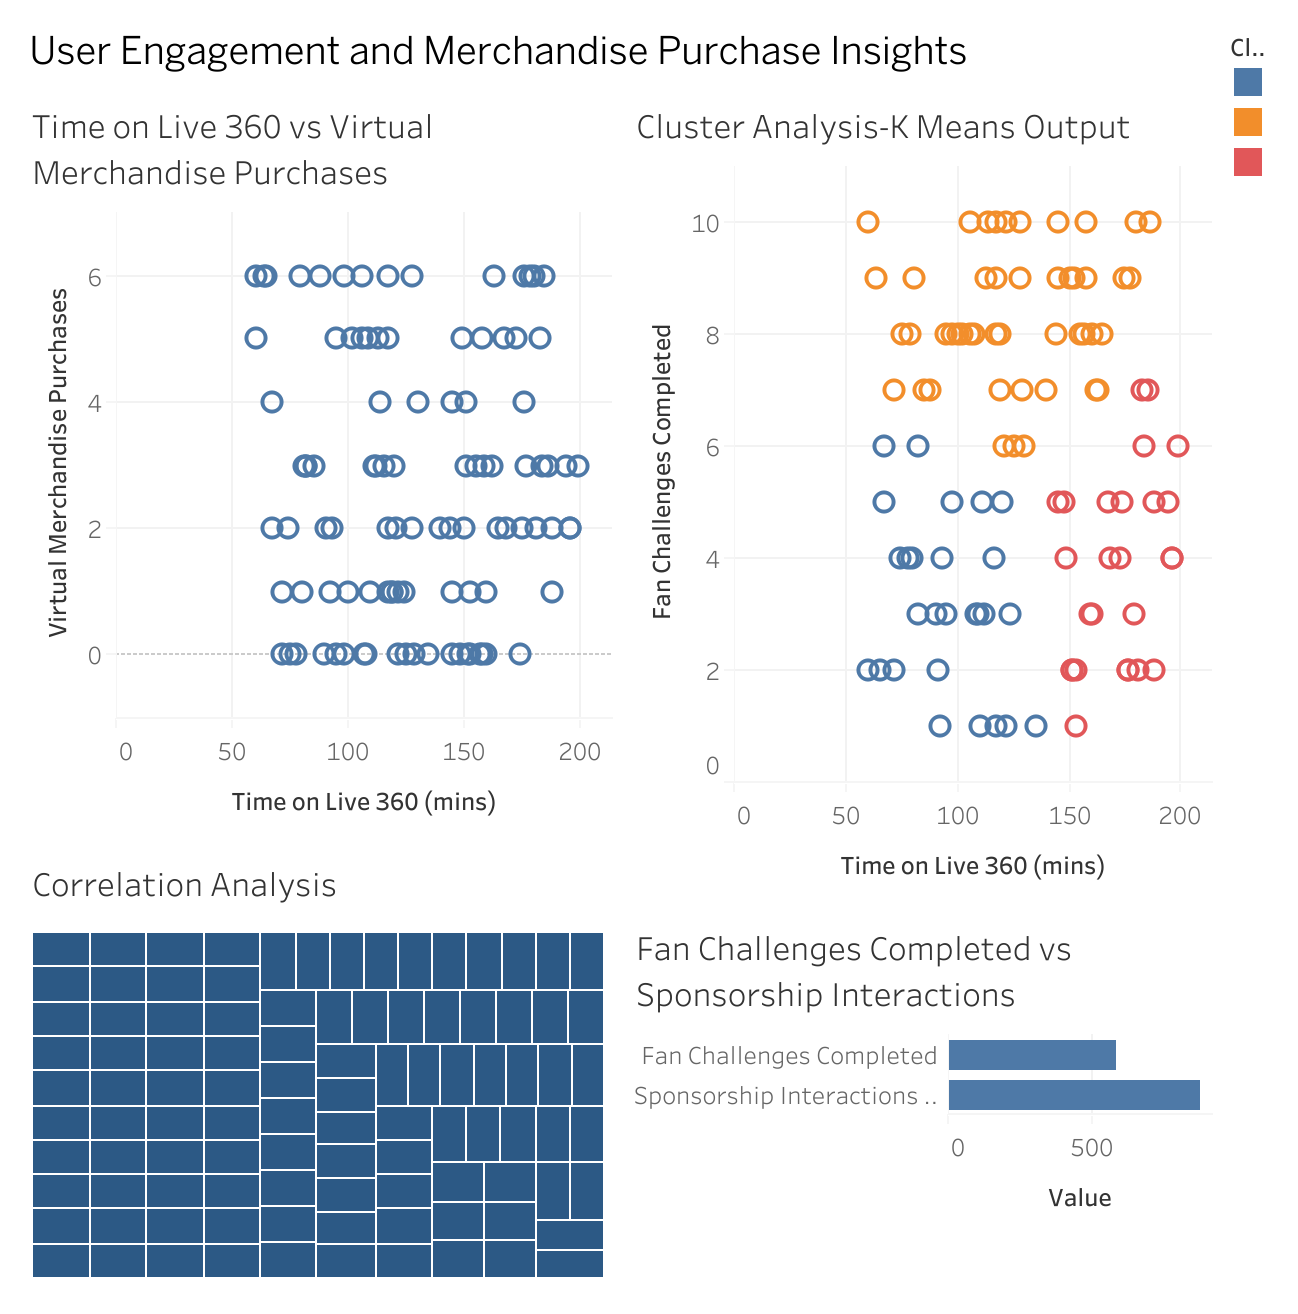 User Engagement and Merchandise Purchase Insights
Cl..
Time on Live 360 vs Virtual
Merchandise Purchases
6
4
2
0
Virtual Merchandise Purchases
0 50 100 150 200
Time on Live 360 (mins)
Cluster Analysis-K Means Output
10
8
6
4
2
0
Fan Challenges Completed
0 50 100 150 200
Time on Live 360 (mins)
Correlation Analysis
Fan Challenges Completed vs
Sponsorship Interactions
Fan Challenges Completed
Sponsorship Interactions ..
0 500
Value